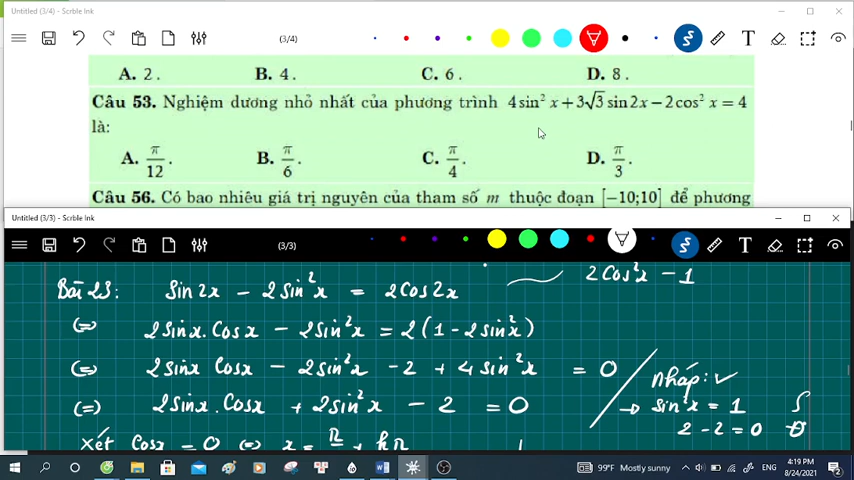 Untitled (3/4) - Scrble Ink
(3/4)
A. 2 . B. 4 . C. 6 . D. 8 .
Câu 53. Nghiệm dương nhỏ nhất của phương trình 4sin² x + 3√3 sin 2x − 2cos² x = 4
là:
A. π/12 . B. π/6 . C. π/4 . D. π/3 .
Câu 56. Có bao nhiêu giá trị nguyên của tham số m thuộc đoạn [−10;10] để phương
Untitled (3/3) - Scrble Ink
(3/3)
2Cos²x − 1
Bài 23: Sin2x − 2Sin²x = 2Cos2x
(=) 2Sinx.Cosx − 2Sin²x = 2(1 − 2Sin²x)
(=) 2Sinx Cosx − 2Sin²x − 2 + 4Sin²x = 0
Nháp: ✓
(=) 2Sinx.Cosx + 2Sin²x − 2 = 0
→ Sin²x = 1
2 − 2 = 0
Xét Cosx = 0 (=) x = π/ + kπ
99°F Mostly sunny
ENG
4:19 PM
8/24/2021